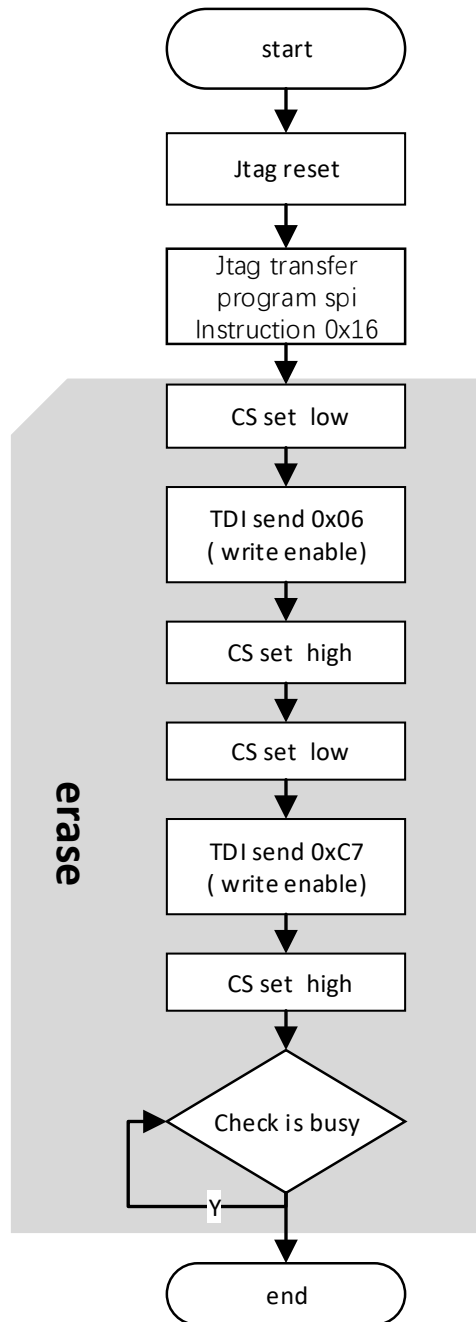 start
Jtag reset
Jtag transfer
program spi
Instruction 0x16
CS set low
TDI send 0x06
( write enable)
CS set high
CS set low
erase
TDI send 0xC7
( write enable)
CS set high
Check is busy
Y
end